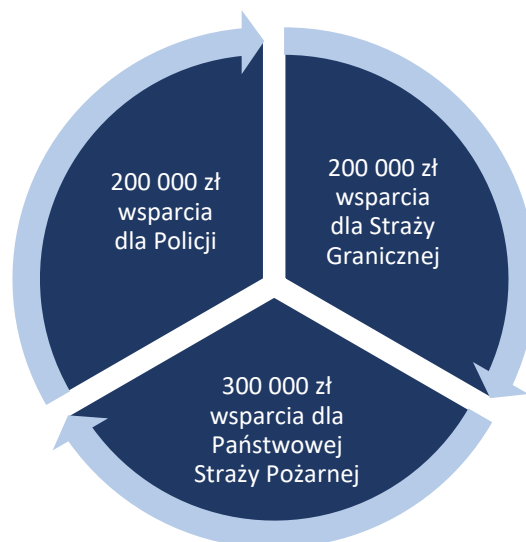 200 000 zł
wsparcia
dla Policji
200 000 zł
wsparcia
dla Straży
Granicznej
300 000 zł
wsparcia dla
Państwowej
Straży Pożarnej